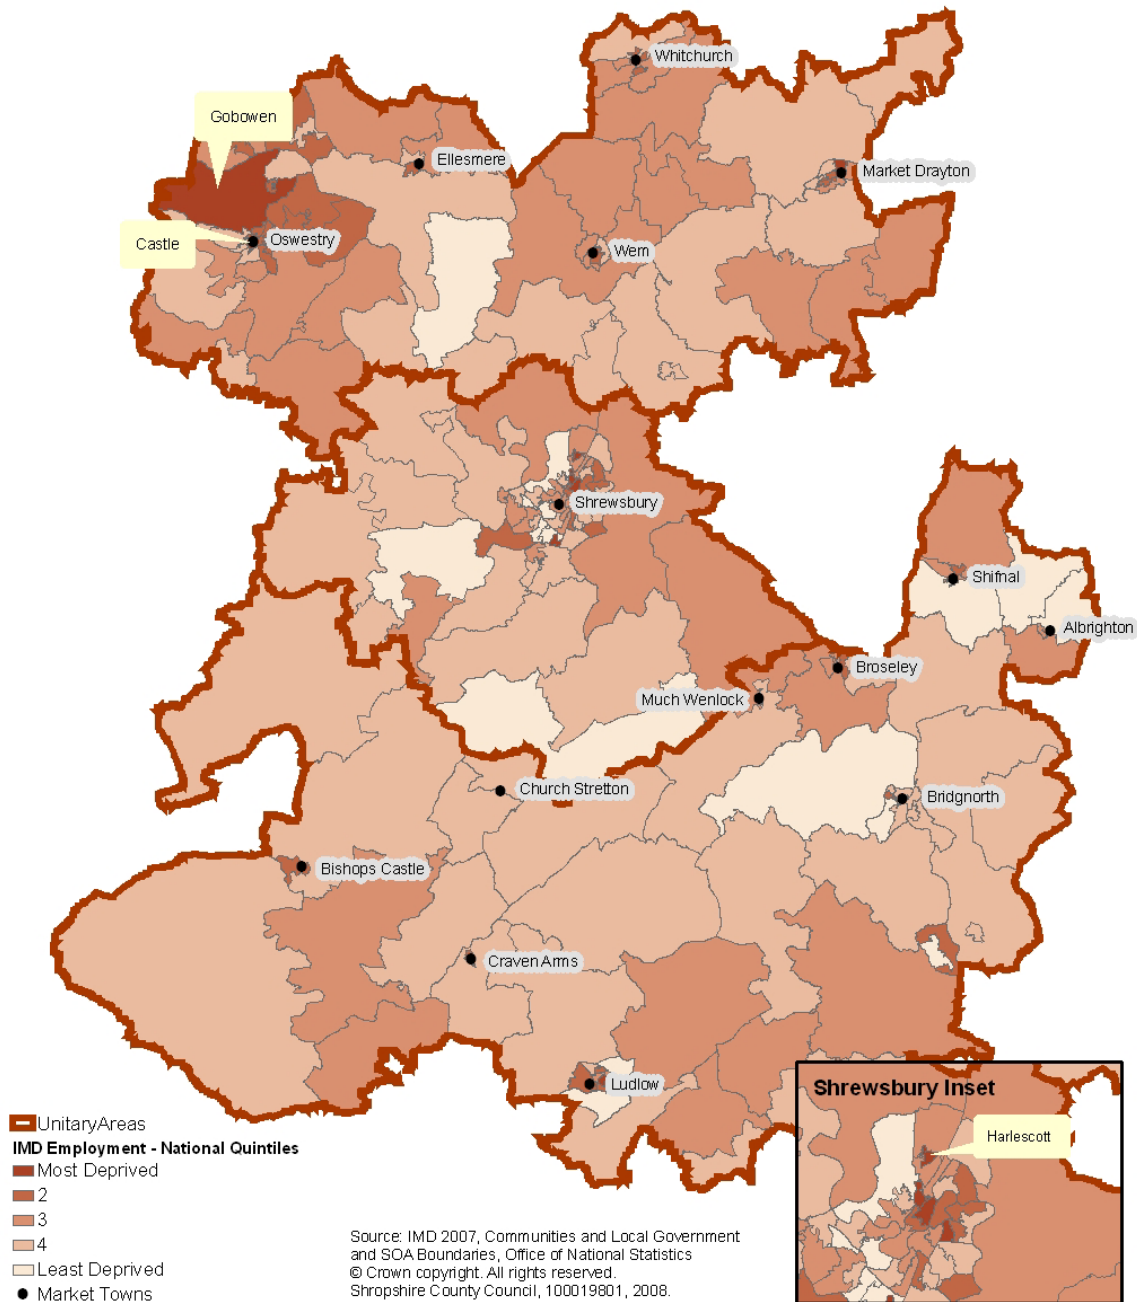 Whitchurch
Gobowen
Ellesmere
Market Drayton
Castle
Oswestry
Wem
Shrewsbury
Shifnal
Albrighton
Broseley
Much Wenlock
Church Stretton
Bridgnorth
Bishops Castle
Craven Arms
Ludlow
Shrewsbury Inset
Harlescott
Unitary Areas
IMD Employment - National Quintiles
Most Deprived
2
3
4
Least Deprived
Market Towns
Source: IMD 2007, Communities and Local Government
and SOA Boundaries, Office of National Statistics
© Crown copyright. All rights reserved.
Shropshire County Council, 100019801, 2008.